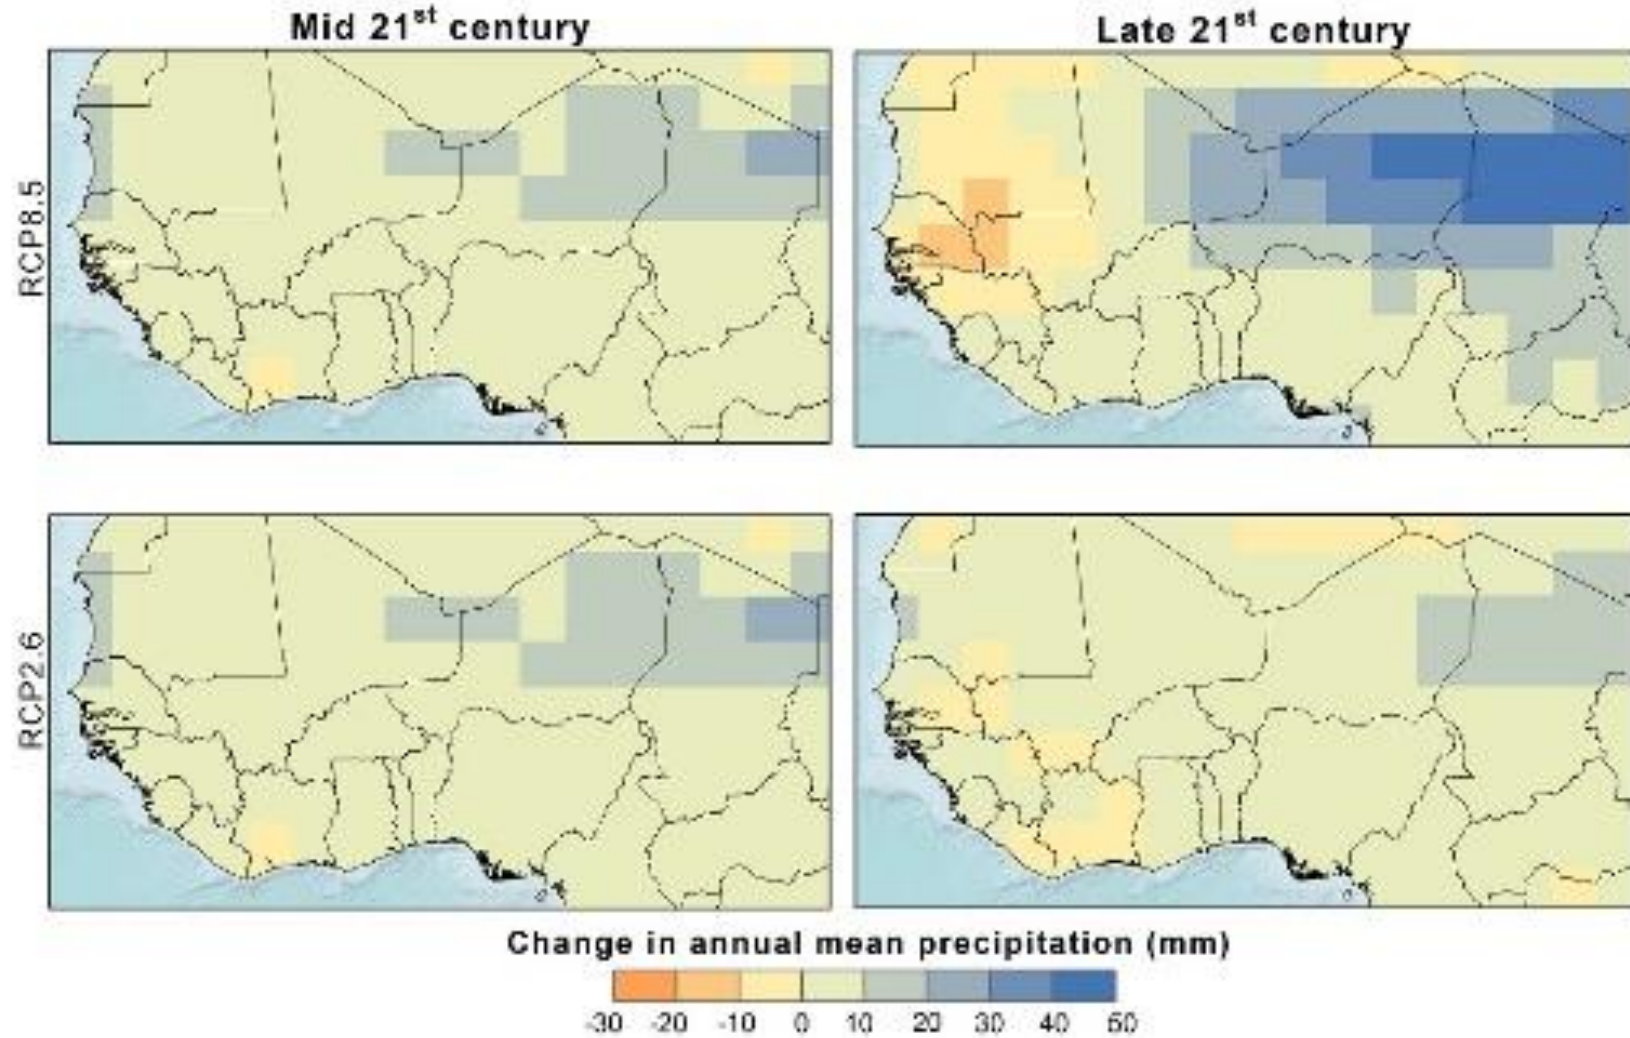 Mid 21st century
Late 21st century
RCP8.5
RCP2.6
Change in annual mean precipitation (mm)
-30 -20 -10 0 10 20 30 40 50